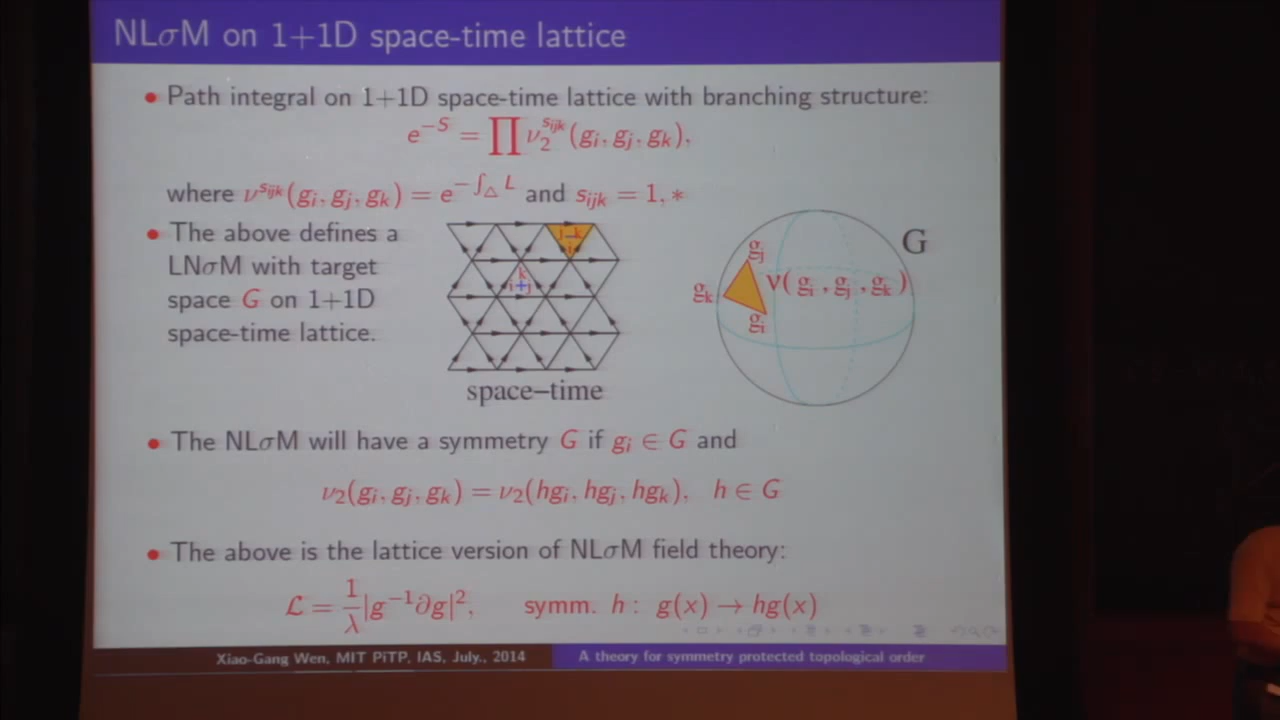 NLσM on 1+1D space-time lattice
• Path integral on 1+1D space-time lattice with branching structure:
e^{-S} = ∏ ν_2^{s_{ijk}}(g_i, g_j, g_k),
where ν^{s_{ijk}}(g_i, g_j, g_k) = e^{-∫_△ L} and s_{ijk} = 1, *
• The above defines a
LNσM with target
space G on 1+1D
space-time lattice.
j − k
i
k
i + j
space−time
G
g_j
g_k
ν( g_i , g_j , g_k )
g_i
• The NLσM will have a symmetry G if g_i ∈ G and
ν_2(g_i, g_j, g_k) = ν_2(hg_i, hg_j, hg_k), h ∈ G
• The above is the lattice version of NLσM field theory:
ℒ = 1/λ |g^{-1}∂g|^2, symm. h : g(x) → hg(x)
Xiao-Gang Wen, MIT PiTP, IAS, July., 2014
A theory for symmetry protected topological order